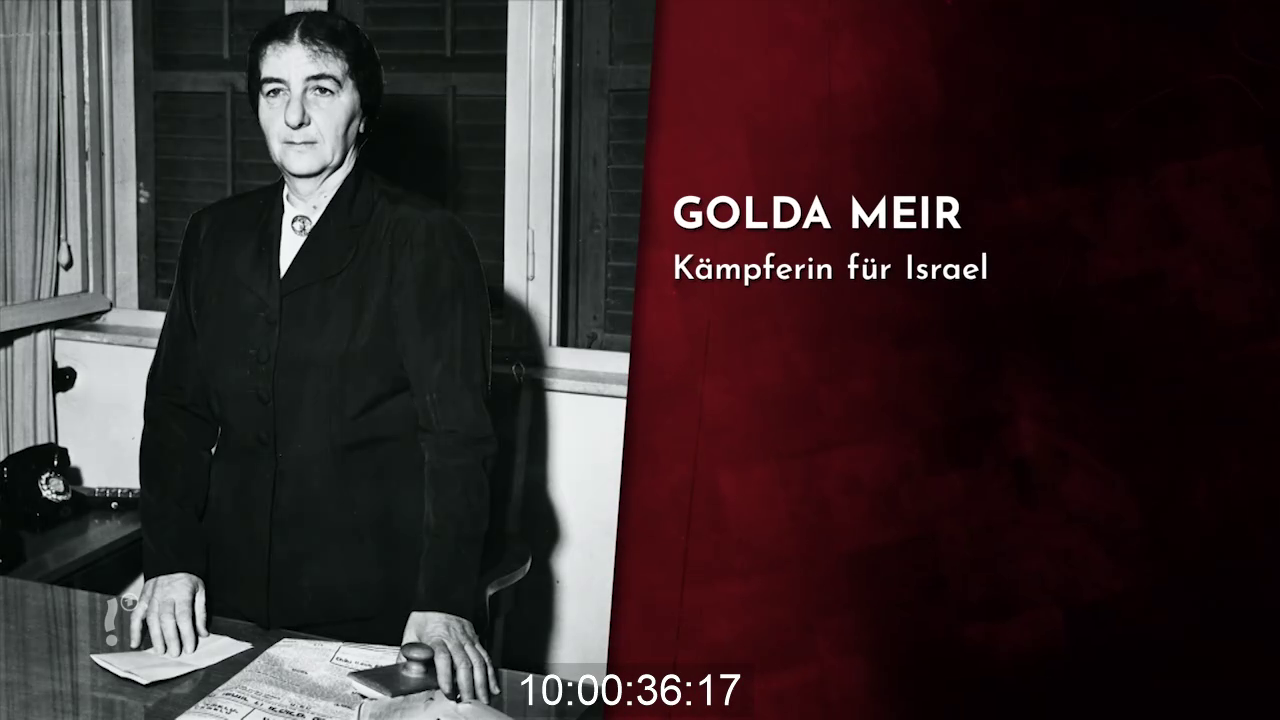 GOLDA MEIR
Kämpferin für Israel
10:00:36:17